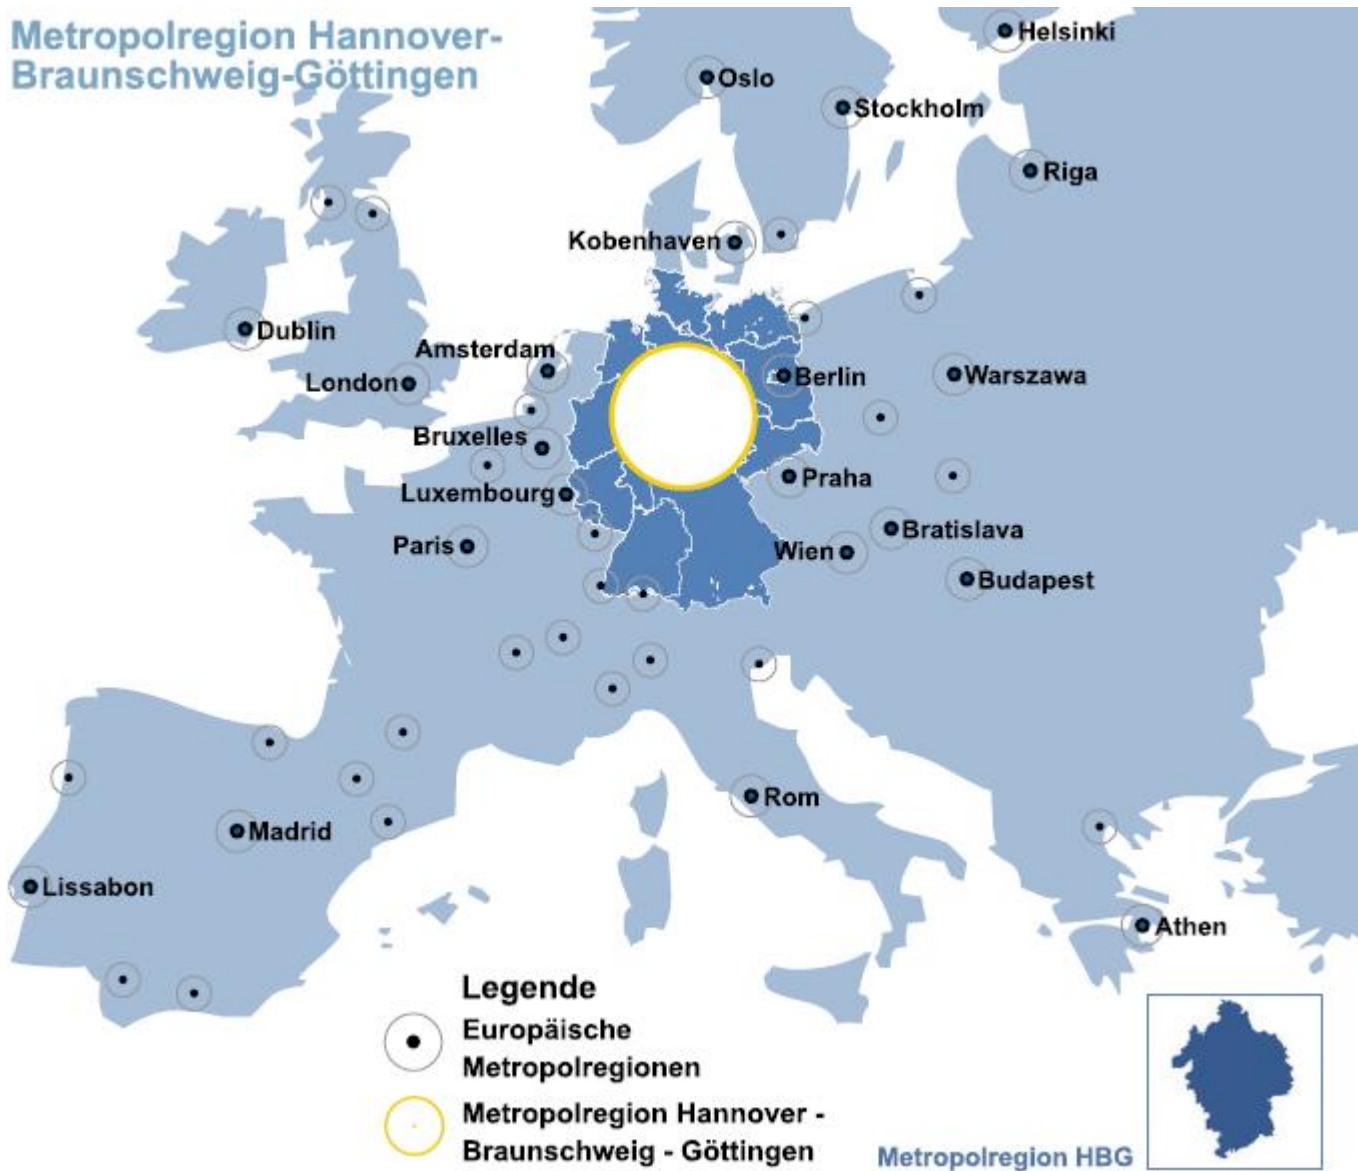 Metropolregion Hannover-
Braunschweig-Göttingen
Helsinki
Oslo
Stockholm
Riga
Kobenhaven
Dublin
Amsterdam
London
Berlin
Warszawa
Bruxelles
Luxembourg
Praha
Paris
Wien
Bratislava
Budapest
Rom
Madrid
Lissabon
Athen
Legende
Europäische
Metropolregionen
Metropolregion Hannover -
Braunschweig - Göttingen
Metropolregion HBG